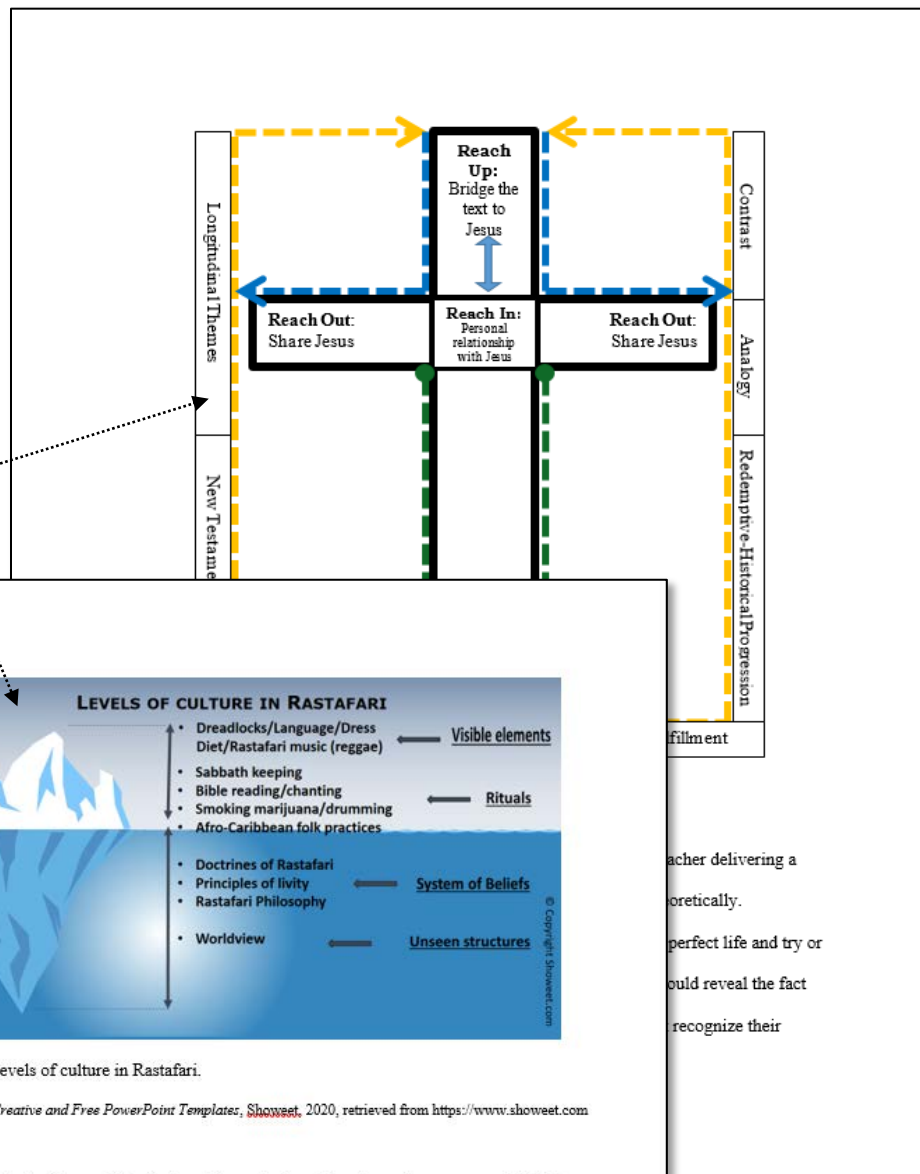 Reach
Up:
Bridge the
text to
Jesus
Longitudinal Themes
Contrast
Reach Out:
Share Jesus
Reach In:
Personal
relationship
with Jesus
Reach Out:
Share Jesus
Analogy
New Testame
Redemptive-Historical Progression
fillment
LEVELS OF CULTURE IN RASTAFARI
• Dreadlocks/Language/Dress
Diet/Rastafari music (reggae)
Visible elements
• Sabbath keeping
• Bible reading/chanting
• Smoking marijuana/drumming
• Afro-Caribbean folk practices
Rituals
• Doctrines of Rastafari
• Principles of livity
• Rastafari Philosophy
System of Beliefs
• Worldview
Unseen structures
© Copyright Showeet.com
evels of culture in Rastafari.
reative and Free PowerPoint Templates, Showeet, 2020, retrieved from https://www.showeet.com
acher delivering a
oretically.
perfect life and try or
ould reveal the fact
recognize their